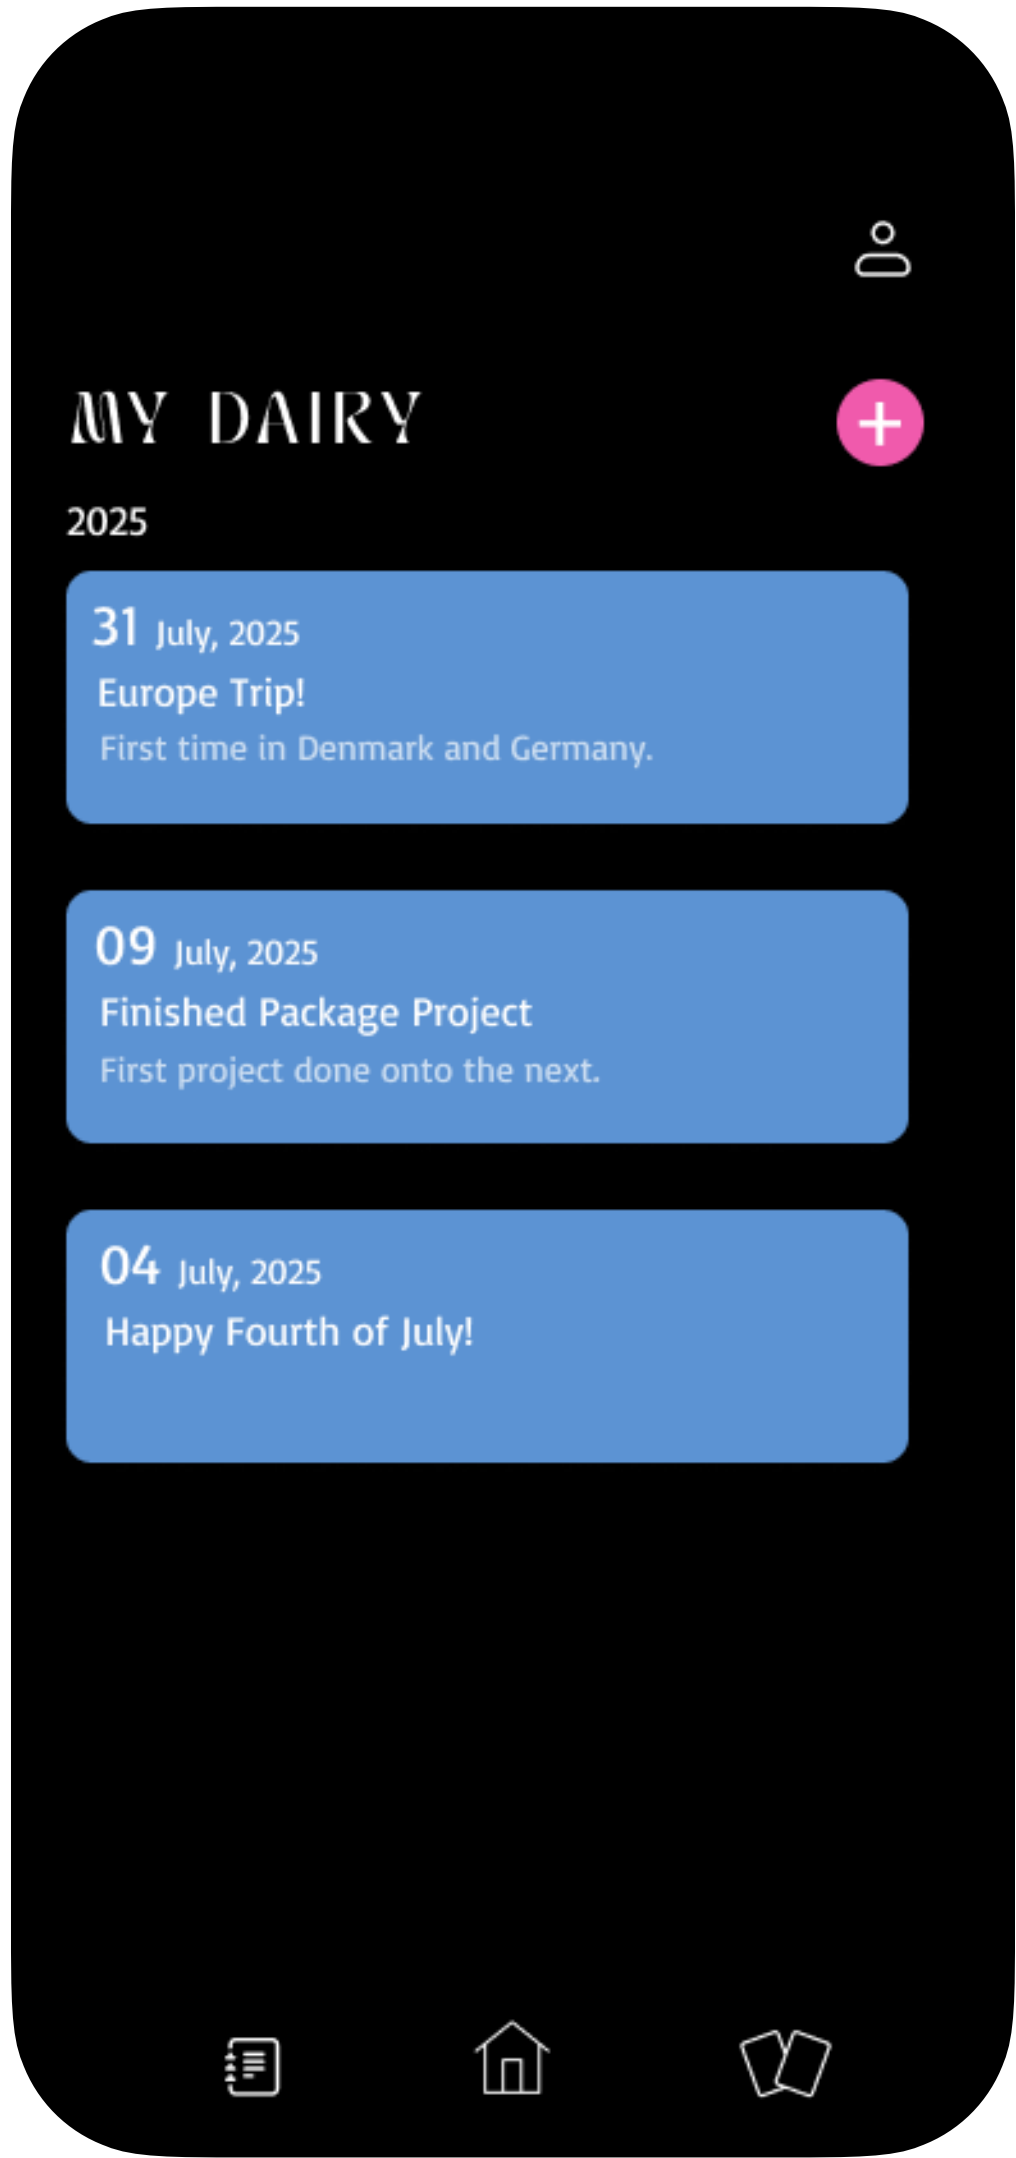 MY DAIRY
2025
31 July, 2025
Europe Trip!
First time in Denmark and Germany.
09 July, 2025
Finished Package Project
First project done onto the next.
04 July, 2025
Happy Fourth of July!